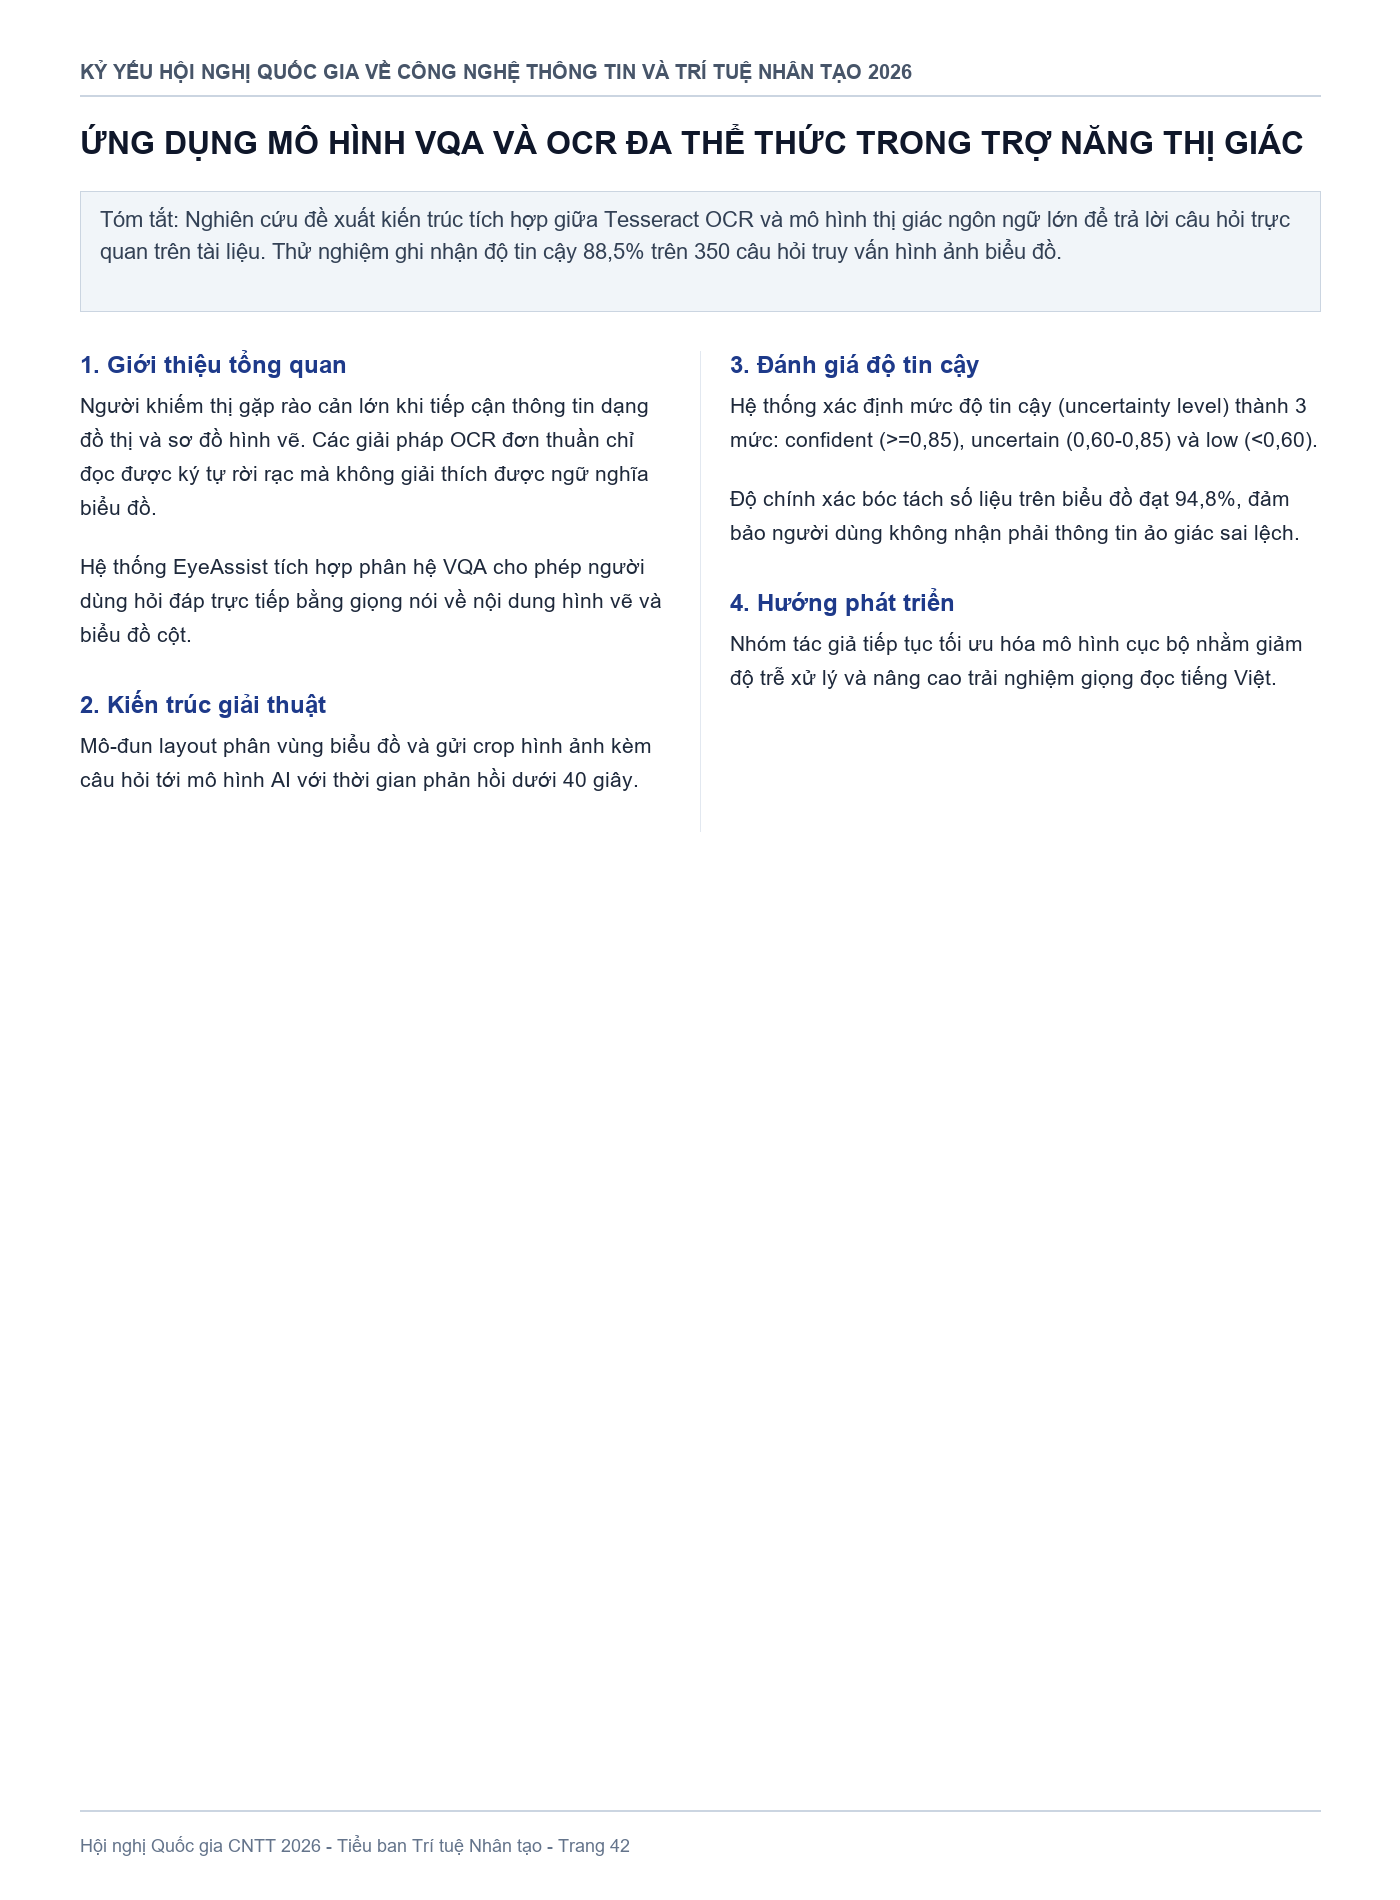 KỶ YẾU HỘI NGHỊ QUỐC GIA VỀ CÔNG NGHỆ THÔNG TIN VÀ TRÍ TUỆ NHÂN TẠO 2026
ỨNG DỤNG MÔ HÌNH VQA VÀ OCR ĐA THỂ THỨC TRONG TRỢ NĂNG THỊ GIÁC
Tóm tắt: Nghiên cứu đề xuất kiến trúc tích hợp giữa Tesseract OCR và mô hình thị giác ngôn ngữ lớn để trả lời câu hỏi trực
quan trên tài liệu. Thử nghiệm ghi nhận độ tin cậy 88,5% trên 350 câu hỏi truy vấn hình ảnh biểu đồ.
1. Giới thiệu tổng quan
Người khiếm thị gặp rào cản lớn khi tiếp cận thông tin dạng
đồ thị và sơ đồ hình vẽ. Các giải pháp OCR đơn thuần chỉ
đọc được ký tự rời rạc mà không giải thích được ngữ nghĩa
biểu đồ.
Hệ thống EyeAssist tích hợp phân hệ VQA cho phép người
dùng hỏi đáp trực tiếp bằng giọng nói về nội dung hình vẽ và
biểu đồ cột.
2. Kiến trúc giải thuật
Mô-đun layout phân vùng biểu đồ và gửi crop hình ảnh kèm
câu hỏi tới mô hình AI với thời gian phản hồi dưới 40 giây.
3. Đánh giá độ tin cậy
Hệ thống xác định mức độ tin cậy (uncertainty level) thành 3
mức: confident (>=0,85), uncertain (0,60-0,85) và low (<0,60).
Độ chính xác bóc tách số liệu trên biểu đồ đạt 94,8%, đảm
bảo người dùng không nhận phải thông tin ảo giác sai lệch.
4. Hướng phát triển
Nhóm tác giả tiếp tục tối ưu hóa mô hình cục bộ nhằm giảm
độ trễ xử lý và nâng cao trải nghiệm giọng đọc tiếng Việt.
Hội nghị Quốc gia CNTT 2026 - Tiểu ban Trí tuệ Nhân tạo - Trang 42